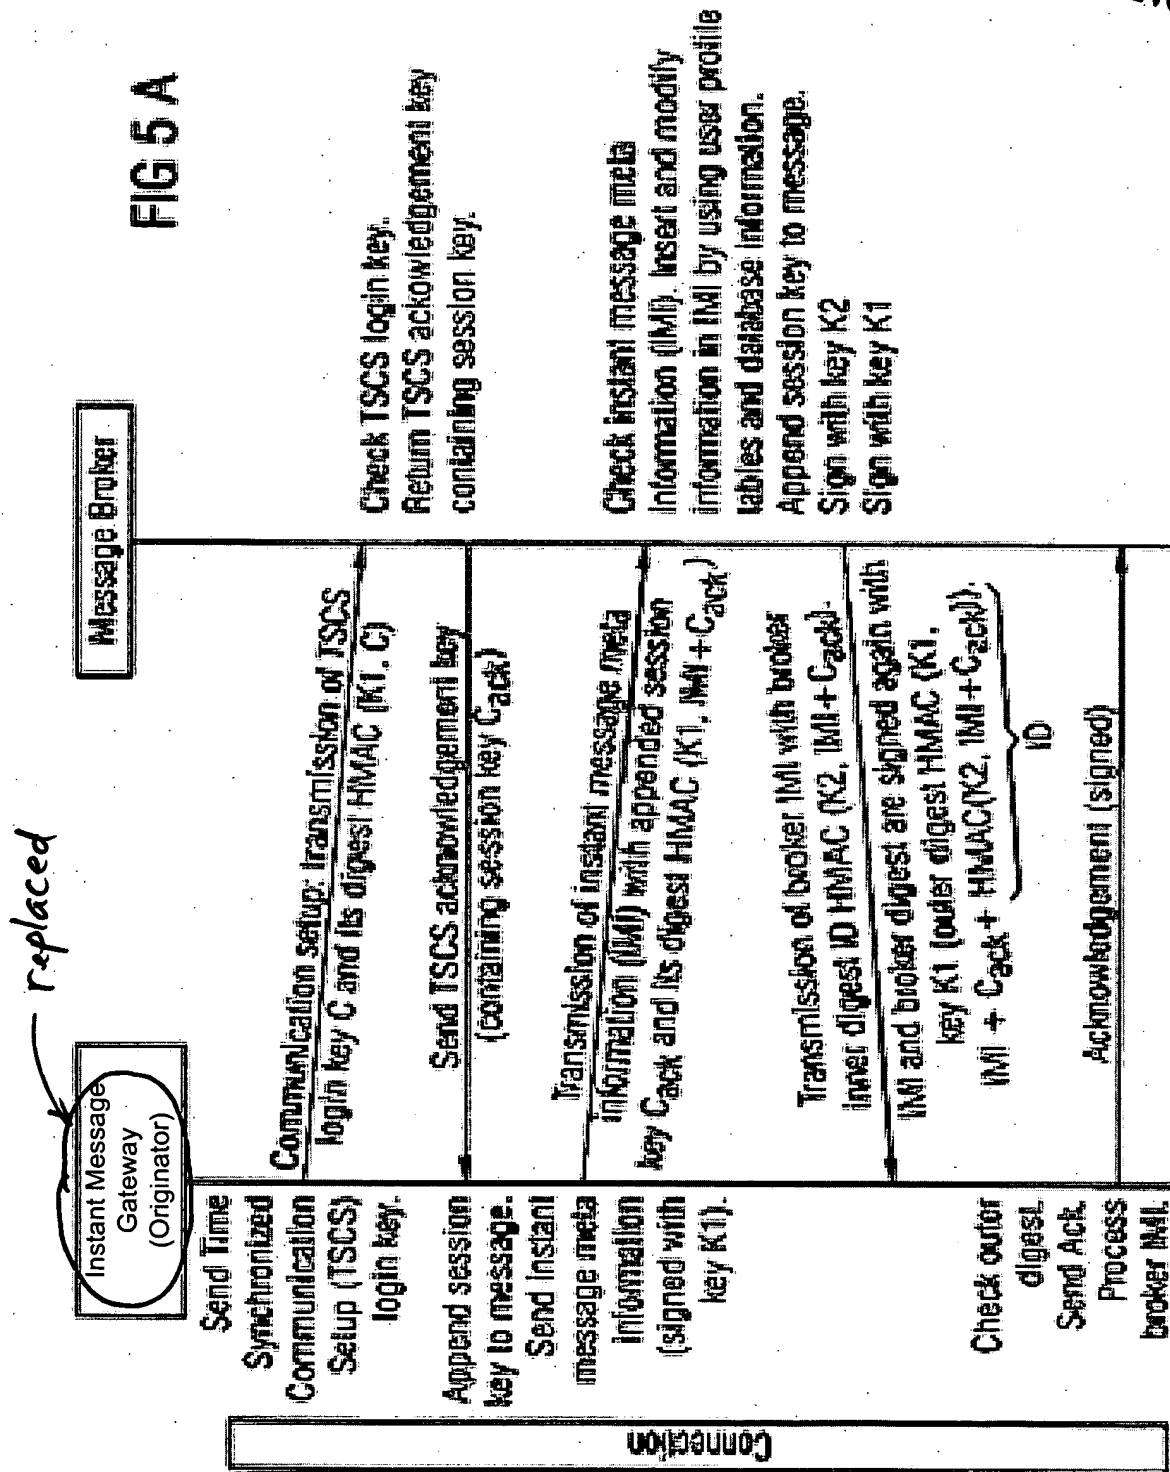 replaced
FIG 5 A
Instant Message
Gateway
(Originator)
Message Broker
Send Time
Synchronized
Communication
Setup (TSCS)
login key.
Communication setup: transmission of TSCS
login key C and its digest HMAC (K1, C)
Check TSCS login key.
Return TSCS ackowledgement key
containing session key.
Send TSCS acknowledgement key
(containing session key Cack)
Append session
key to message.
Send instant
message meta
information
(signed with
key K1).
Transmission of instant message meta
information (IMI) with appended session
key Cack and its digest HMAC (K1, IMI+Cack)
Check instant message meta
information (IMI). Insert and modify
information in IMI by using user profile
tables and database information.
Append session key to message.
Sign with key K2
Sign with key K1
Transmission of broker IMI with broker
inner digest ID HMAC (K2, IMI+Cack).
IMI and broker digest are signed again with
key K1 (outer digest HMAC (K1,
IMI + Cack + HMAC(K2, IMI+Cack))
ID
Check outor
digest.
Send Ack.
Process
broker IMI.
Acknowledgement (signed)
Connection